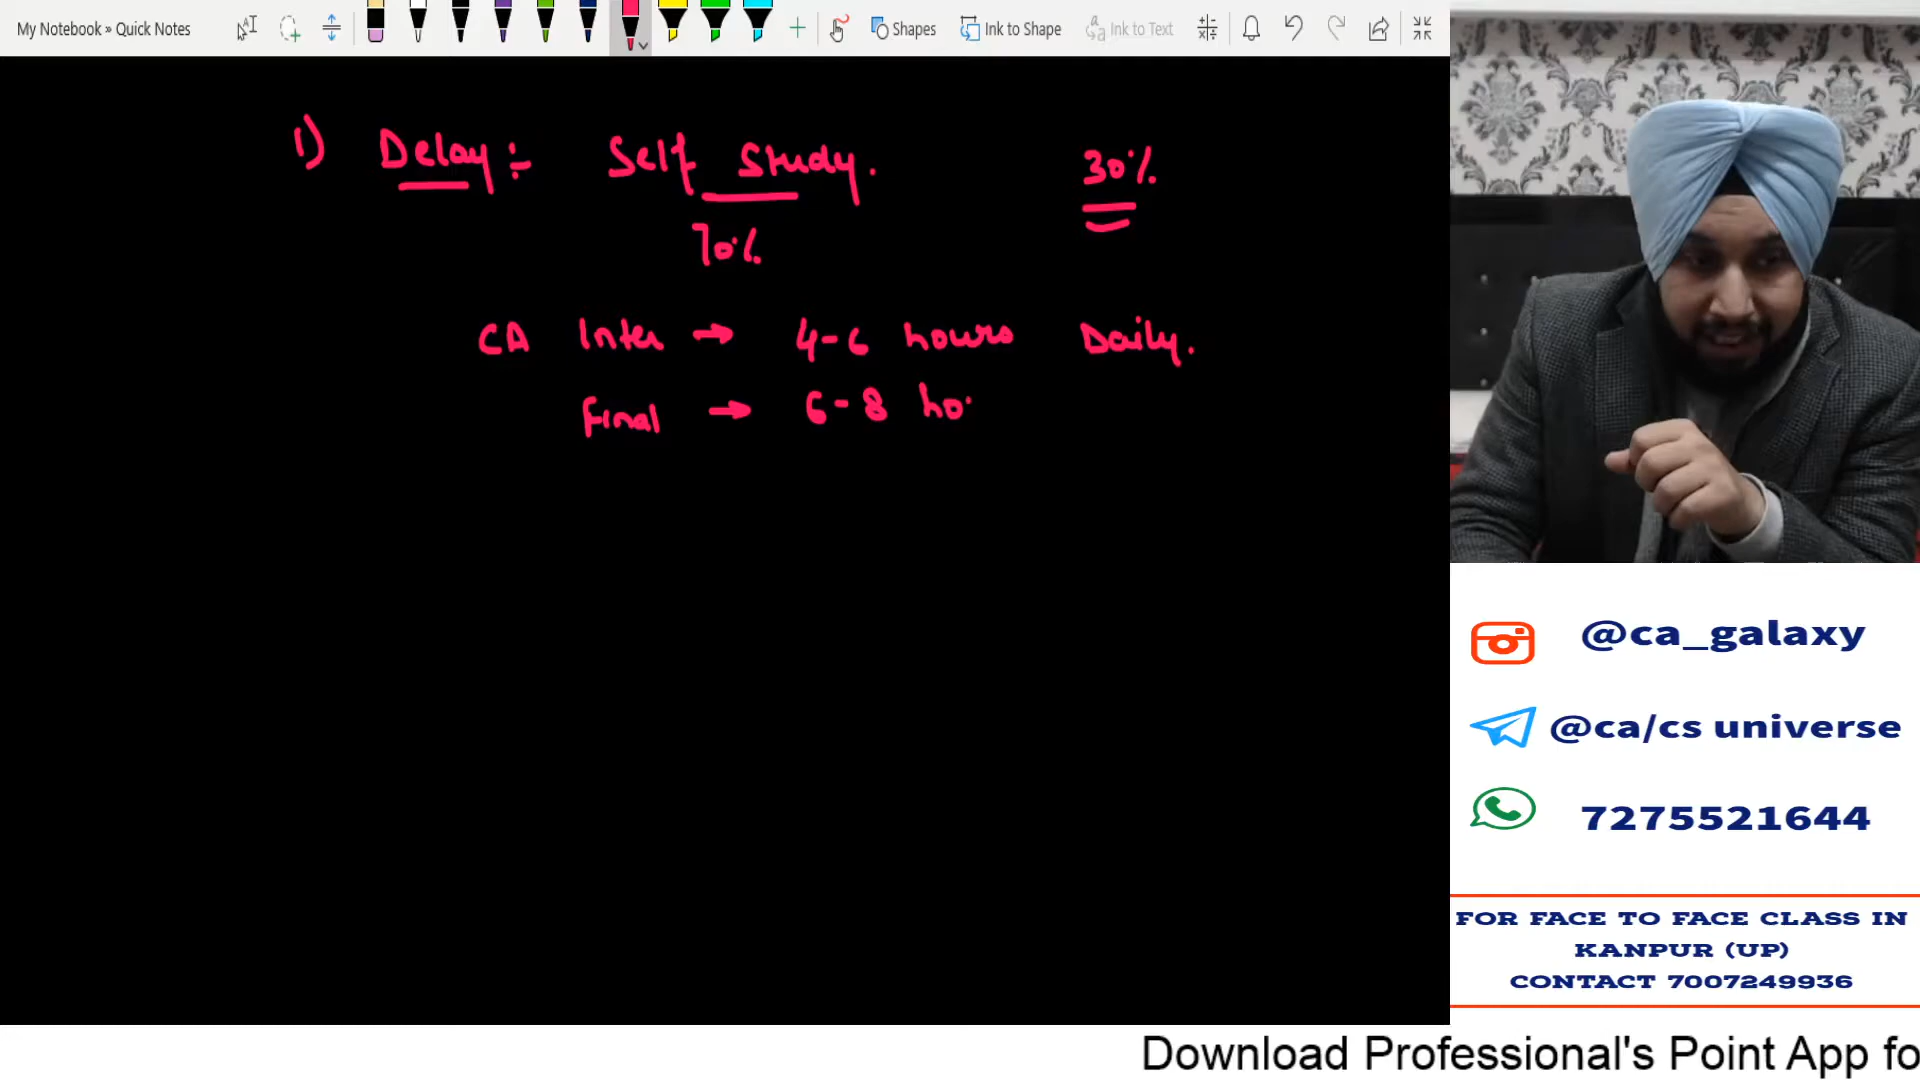 My Notebook » Quick Notes
Shapes
Ink to Shape
Ink to Text
1) Delay:- Self Study. 30%
70%
CA Inter → 4-6 hours Daily.
Final → 6-8 ho
@ca_galaxy
@ca/cs universe
7275521644
FOR FACE TO FACE CLASS IN
KANPUR (UP)
CONTACT 7007249936
Download Professional's Point App fo